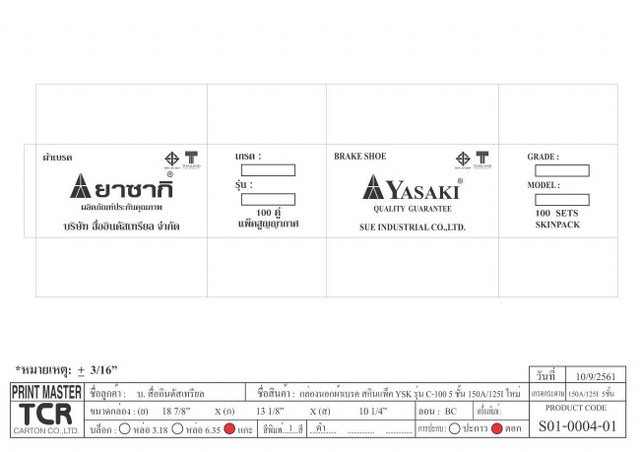 ผ้าเบรค
ยาซากิ ®
ผลิตภัณฑ์ประกันคุณภาพ
บริษัท สื่ออินดัสเทรียล จำกัด
เกรด :
รุ่น :
100 คู่
แพ็คสูญญากาศ
BRAKE SHOE
YASAKI ®
QUALITY GUARANTEE
SUE INDUSTRIAL CO.,LTD.
GRADE :
MODEL :
100 SETS
SKINPACK
*หมายเหตุ: ± 3/16”
วันที่ 10/9/2561
PRINT MASTER ชื่อลูกค้า : บ. สื่ออินดัสเทรียล ชื่อสินค้า : กล่องนอกผ้าเบรค สกินแพ็ค YSK รุ่น C-100 5 ชั้น 150A/125I ใหม่ เกรดกระดาษ 150A/125I 5ชั้น
TCR ขนาดกล่อง : (ย) 18 7/8" X (ก) 13 1/8" X (ส) 10 1/4" ลอน : BC PRODUCT CODE
CARTON CO.,LTD. บล็อก : หล่อ 3.18 หล่อ 6.35 แกะ สีพิมพ์ 1 สี ดำ การประกบ : ปะกาว ตอก S01-0004-01